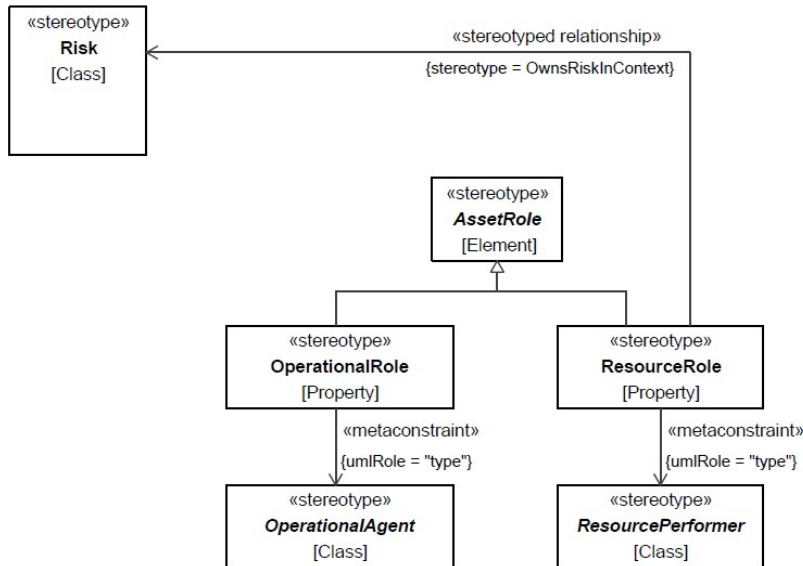 «stereotype»
Risk
[Class]
«stereotyped relationship»
{stereotype = OwnsRiskInContext}
«stereotype»
AssetRole
[Element]
«stereotype»
OperationalRole
[Property]
«stereotype»
ResourceRole
[Property]
«metaconstraint»
{umlRole = "type"}
«metaconstraint»
{umlRole = "type"}
«stereotype»
OperationalAgent
[Class]
«stereotype»
ResourcePerformer
[Class]